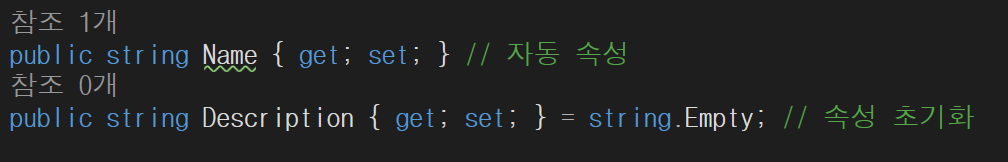 참조 1개
public string Name { get; set; } // 자동 속성
참조 0개
public string Description { get; set; } = string.Empty; // 속성 초기화